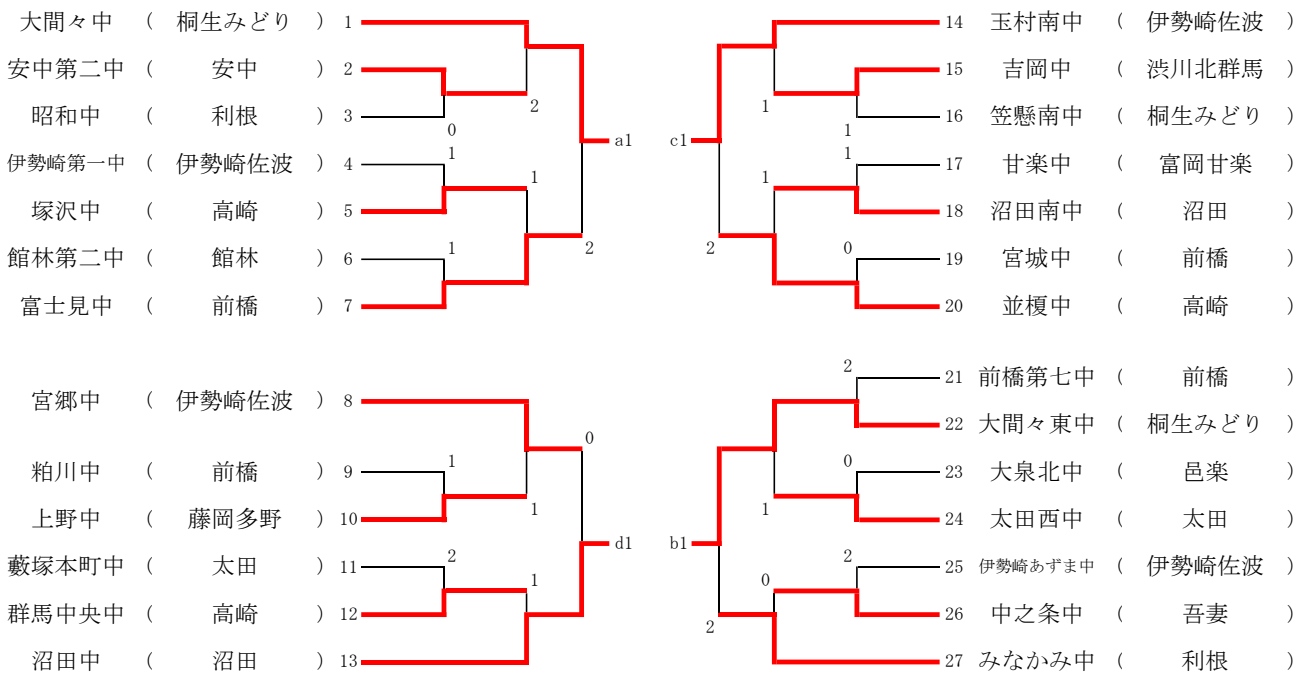 大間々中 ( 桐生みどり ) 1
安中第二中 ( 安中 ) 2
2
昭和中 ( 利根 ) 3
0
a1
伊勢崎第一中 ( 伊勢崎佐波 ) 4
1
1
塚沢中 ( 高崎 ) 5
館林第二中 ( 館林 ) 6
1
2
富士見中 ( 前橋 ) 7
宮郷中 ( 伊勢崎佐波 ) 8
0
粕川中 ( 前橋 ) 9
1
上野中 ( 藤岡多野 ) 10
1
d1
藪塚本町中 ( 太田 ) 11
2
1
群馬中央中 ( 高崎 ) 12
沼田中 ( 沼田 ) 13
14 玉村南中 ( 伊勢崎佐波 )
15 吉岡中 ( 渋川北群馬 )
1
16 笠懸南中 ( 桐生みどり )
1
c1
17 甘楽中 ( 富岡甘楽 )
1
1
18 沼田南中 ( 沼田 )
19 宮城中 ( 前橋 )
0
2
20 並榎中 ( 高崎 )
21 前橋第七中 ( 前橋 )
2
22 大間々東中 ( 桐生みどり )
23 大泉北中 ( 邑楽 )
0
1
24 太田西中 ( 太田 )
b1
25 伊勢崎あずま中 ( 伊勢崎佐波 )
2
0
26 中之条中 ( 吾妻 )
2
27 みなかみ中 ( 利根 )